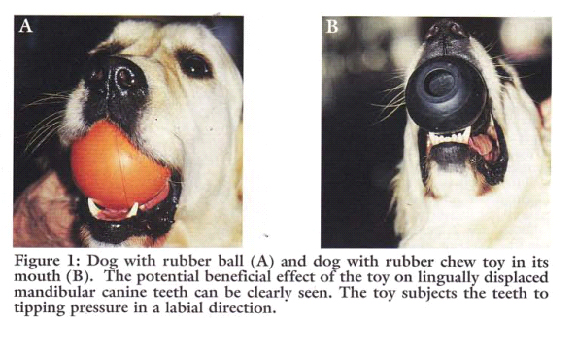 A
B
Figure 1: Dog with rubber ball (A) and dog with rubber chew toy in its
mouth (B). The potential beneficial effect of the toy on lingually displaced
mandibular canine teeth can be clearly seen. The toy subjects the teeth to
tipping pressure in a labial direction.